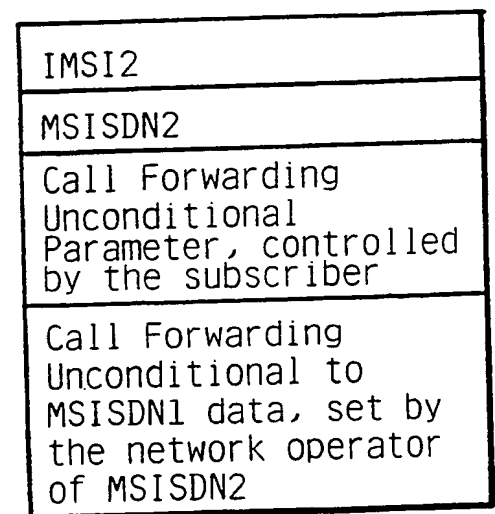 IMSI2
MSISDN2
Call Forwarding
Unconditional
Parameter, controlled
by the subscriber
Call Forwarding
Unconditional to
MSISDN1 data, set by
the network operator
of MSISDN2